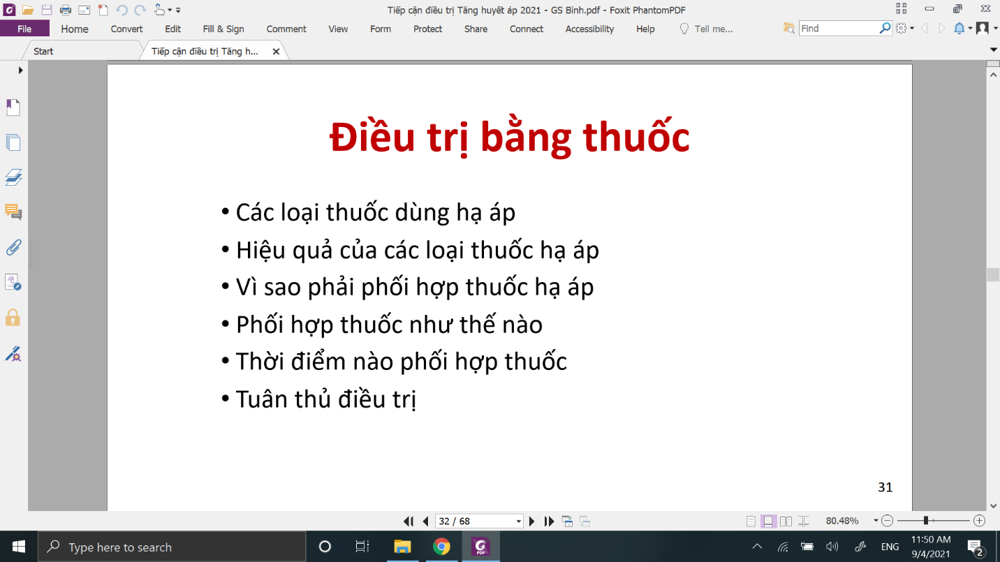 Tiếp cận điều trị Tăng huyết áp 2021 - GS Binh.pdf - Foxit PhantomPDF
File Home Convert Edit Fill & Sign Comment View Form Protect Share Connect Accessibility Help Tell me... Find
Start Tiếp cận điều trị Tăng h...
Điều trị bằng thuốc
• Các loại thuốc dùng hạ áp
• Hiệu quả của các loại thuốc hạ áp
• Vì sao phải phối hợp thuốc hạ áp
• Phối hợp thuốc như thế nào
• Thời điểm nào phối hợp thuốc
• Tuân thủ điều trị
31
32 / 68 80.48%
Type here to search
PDF
ENG
11:50 AM
9/4/2021
2